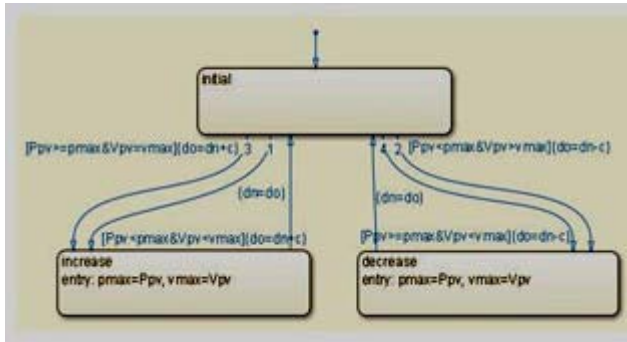 initial
[Ppv>=pmax&Vpv=vmax]{do=dn+c} 3 1
4 2 [Ppv<pmax&Vpv>vmax]{do=dn-c}
{dn=do}
{dn=do}
[Ppv<pmax&Vpv<vmax]{do=dn+c}
[Ppv>=pmax&Vpv<vmax]{do=dn-c}
increase
entry: pmax=Ppv, vmax=Vpv
decrease
entry: pmax=Ppv, vmax=Vpv